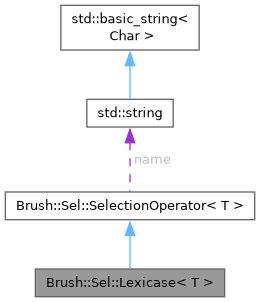 std::basic_string<
Char >
std::string
name
Brush::Sel::SelectionOperator< T >
Brush::Sel::Lexicase< T >